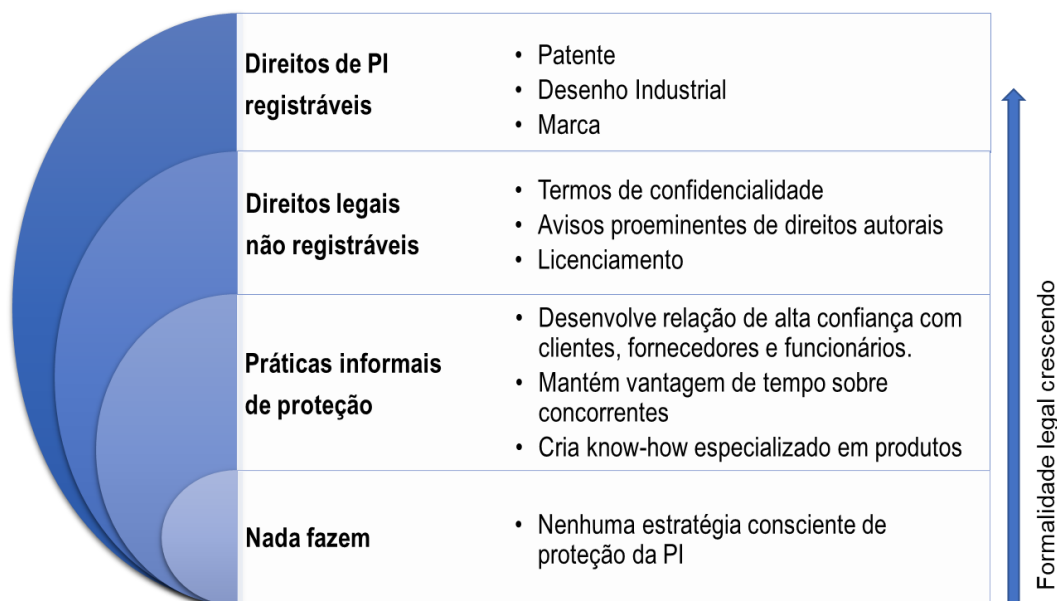 Direitos de PI
registráveis
• Patente
• Desenho Industrial
• Marca
Direitos legais
não registráveis
• Termos de confidencialidade
• Avisos proeminentes de direitos autorais
• Licenciamento
Práticas informais
de proteção
• Desenvolve relação de alta confiança com
clientes, fornecedores e funcionários.
• Mantém vantagem de tempo sobre
concorrentes
• Cria know-how especializado em produtos
Nada fazem
• Nenhuma estratégia consciente de
proteção da PI
Formalidade legal crescendo